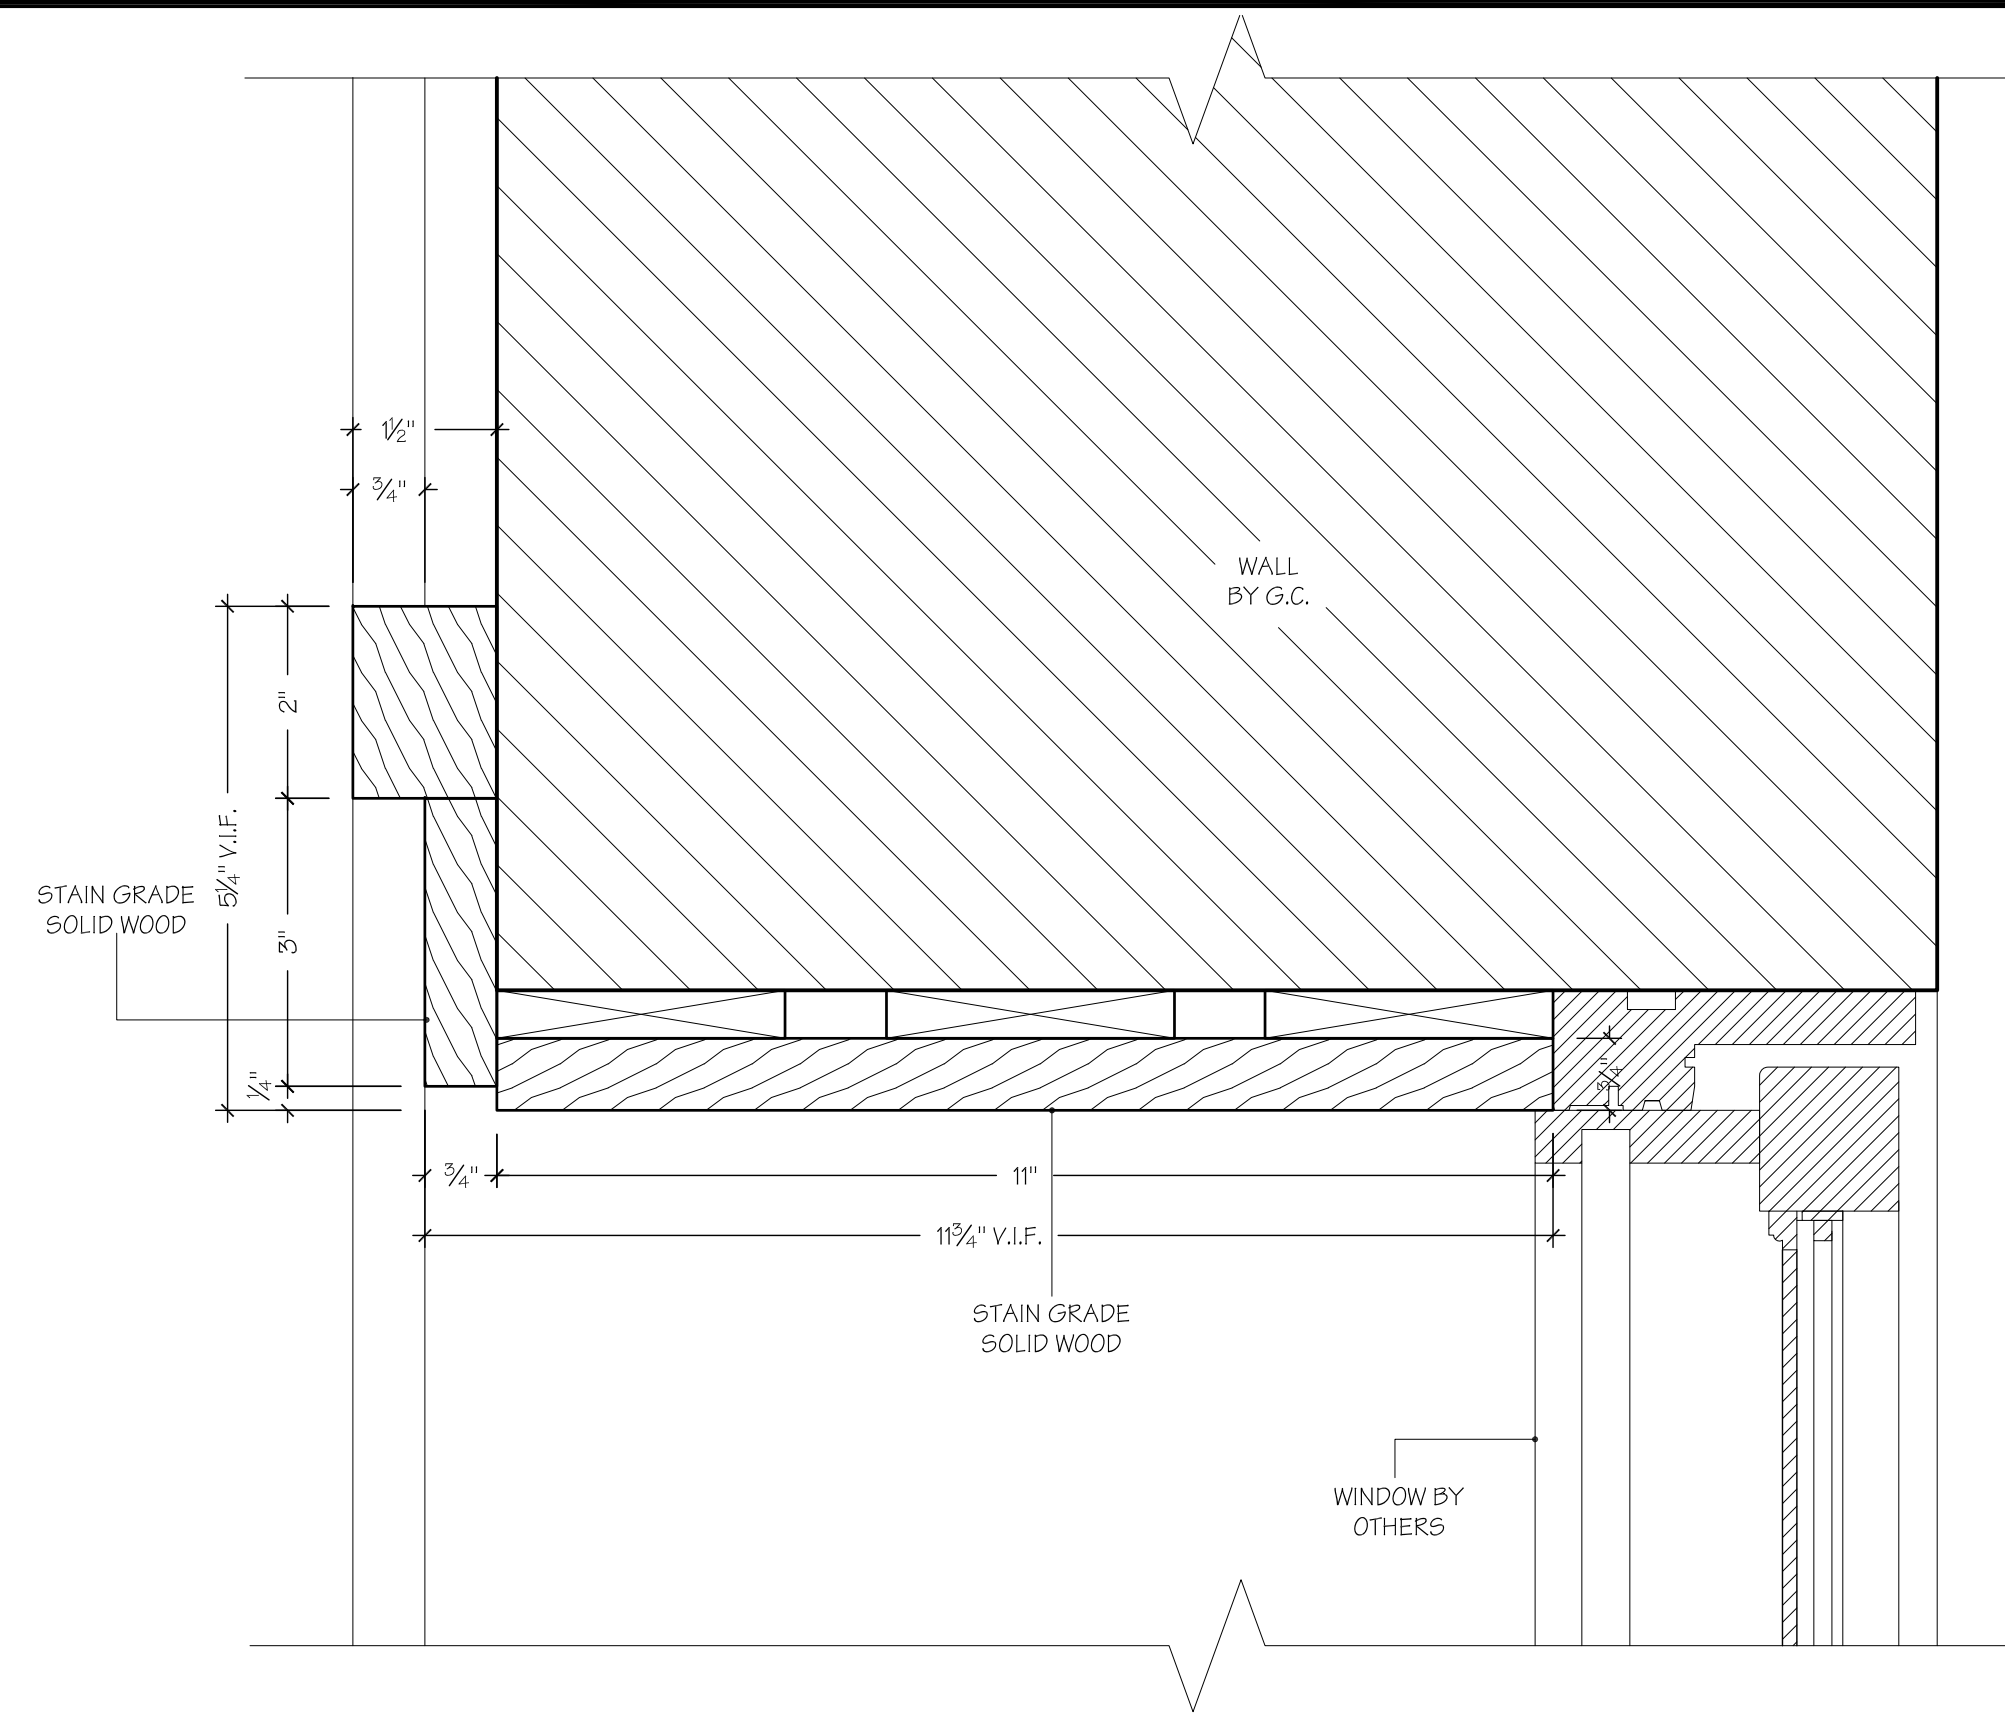 1½"
¾"
WALL
BY G.C.
2"
5¼" V.I.F.
STAIN GRADE
SOLID WOOD
3"
¼"
¾"
¾"
11"
11¾" V.I.F.
STAIN GRADE
SOLID WOOD
WINDOW BY
OTHERS